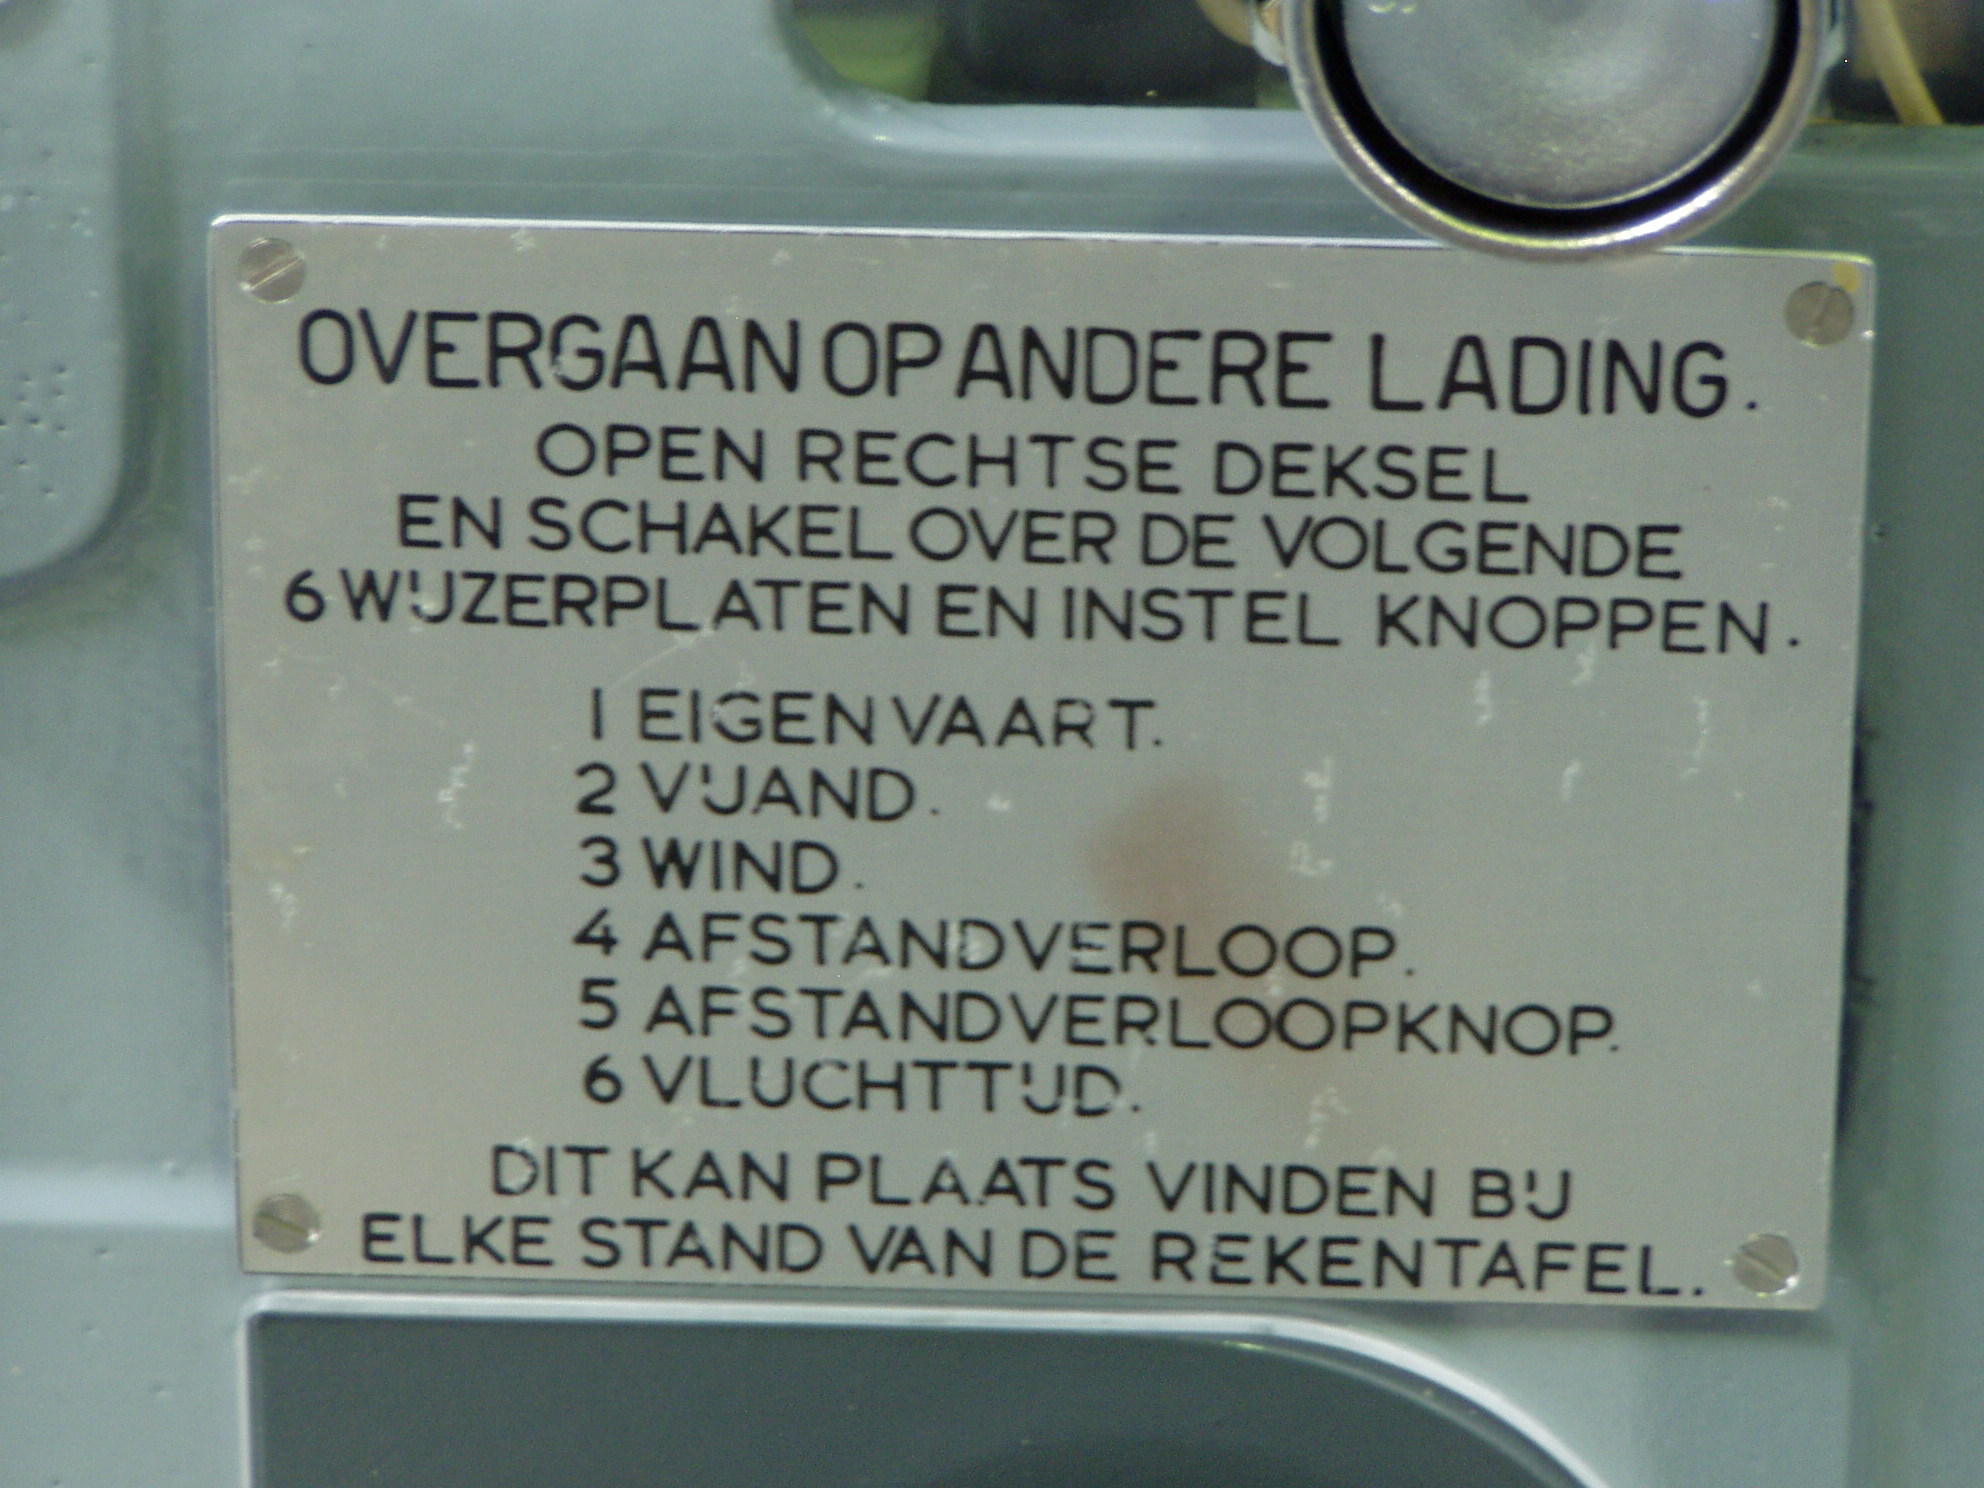 OVERGAAN OP ANDERE LADING.
OPEN RECHTSE DEKSEL
EN SCHAKEL OVER DE VOLGENDE
6 WIJZERPLATEN EN INSTEL KNOPPEN.
1 EIGEN VAART.
2 VIJAND.
3 WIND.
4 AFSTANDVERLOOP.
5 AFSTANDVERLOOPKNOP.
6 VLUCHTTIJD.
DIT KAN PLAATS VINDEN BIJ
ELKE STAND VAN DE REKENTAFEL.